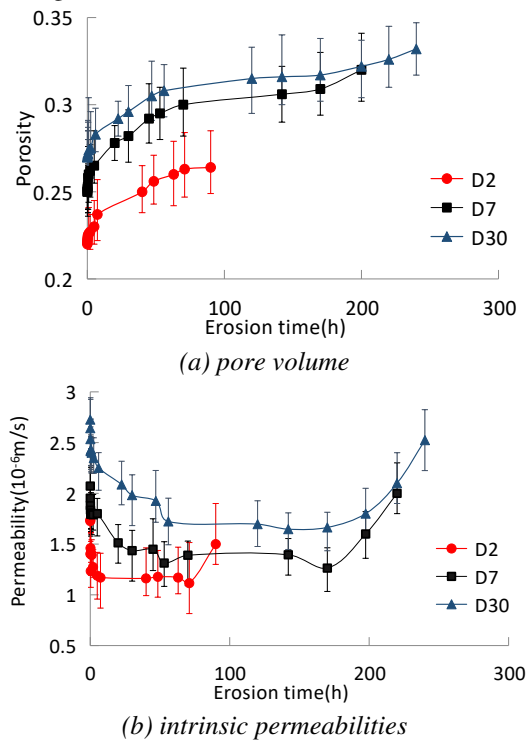 0.35
0.3
0.25
0.2
Porosity
0
100
200
300
Erosion time(h)
D2
D7
D30
(a) pore volume
3
2.5
2
1.5
1
0.5
Permeability(10⁻⁶m/s)
0
100
200
300
Erosion time(h)
D2
D7
D30
(b) intrinsic permeabilities